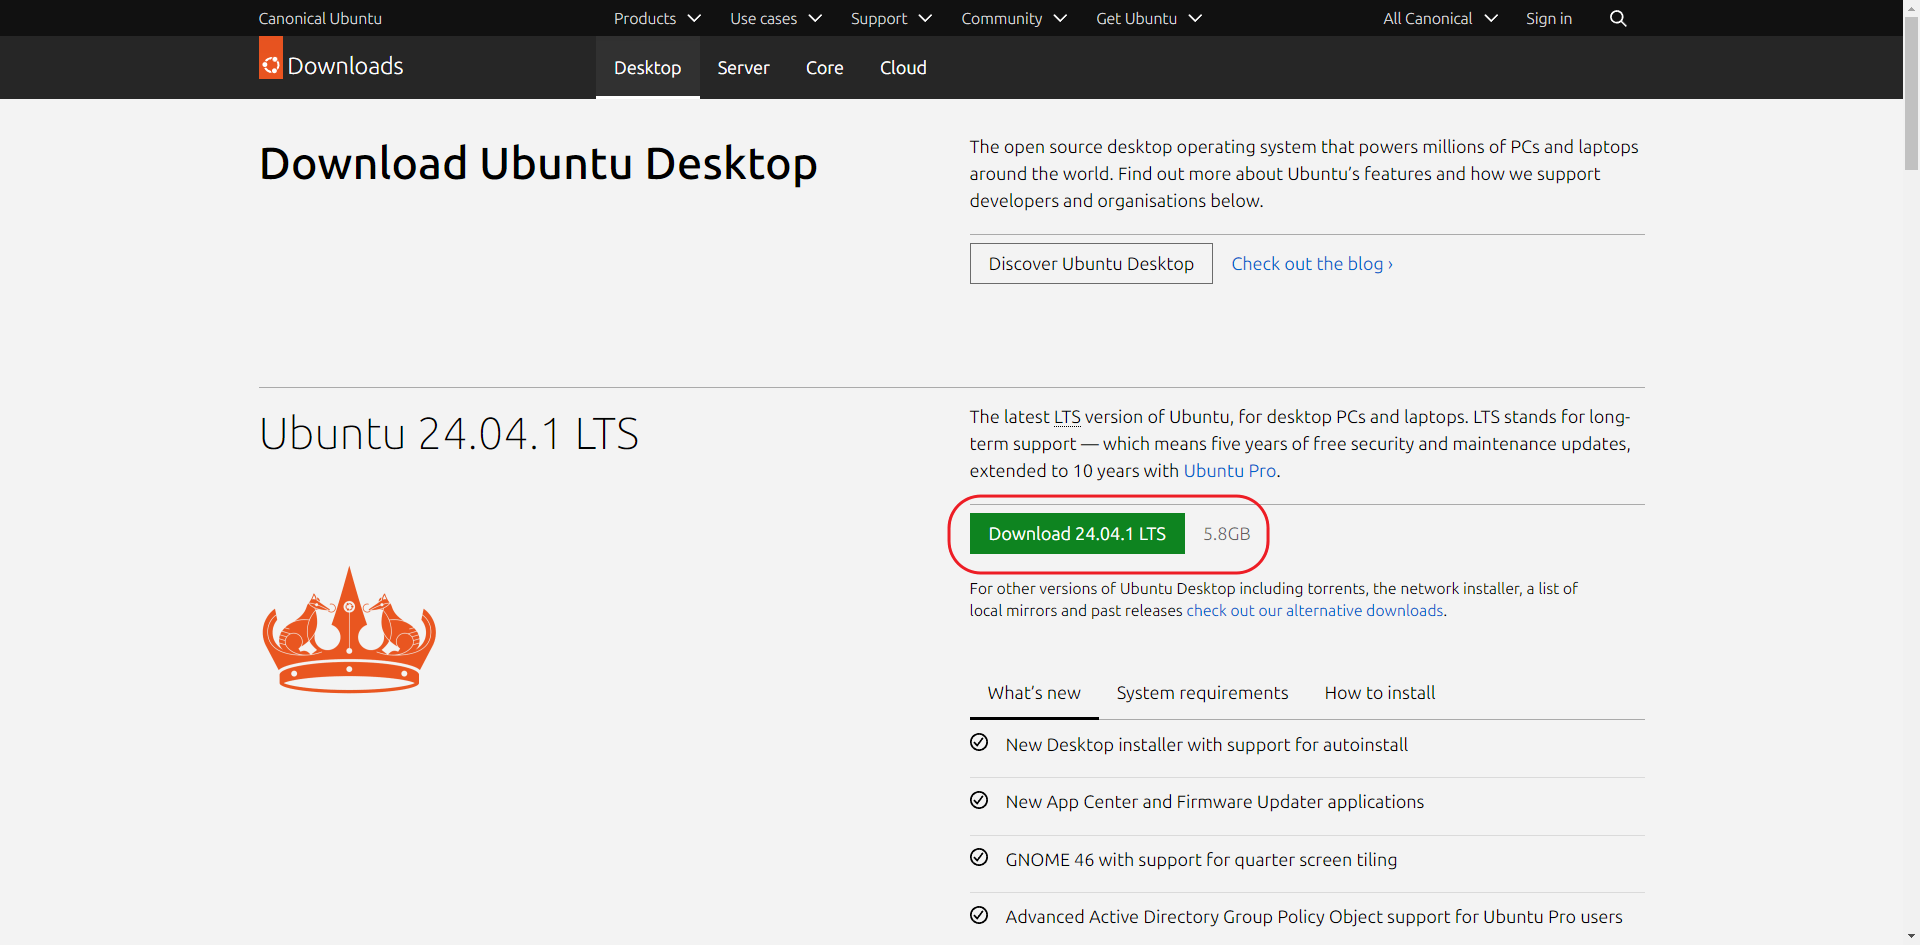 Canonical Ubuntu
Products
Use cases
Support
Community
Get Ubuntu
All Canonical
Sign in
Downloads
Desktop
Server
Core
Cloud
Download Ubuntu Desktop
The open source desktop operating system that powers millions of PCs and laptops
around the world. Find out more about Ubuntu’s features and how we support
developers and organisations below.
Discover Ubuntu Desktop
Check out the blog ›
Ubuntu 24.04.1 LTS
The latest LTS version of Ubuntu, for desktop PCs and laptops. LTS stands for long-
term support — which means five years of free security and maintenance updates,
extended to 10 years with Ubuntu Pro.
Download 24.04.1 LTS
5.8GB
For other versions of Ubuntu Desktop including torrents, the network installer, a list of
local mirrors and past releases check out our alternative downloads.
What’s new
System requirements
How to install
New Desktop installer with support for autoinstall
New App Center and Firmware Updater applications
GNOME 46 with support for quarter screen tiling
Advanced Active Directory Group Policy Object support for Ubuntu Pro users